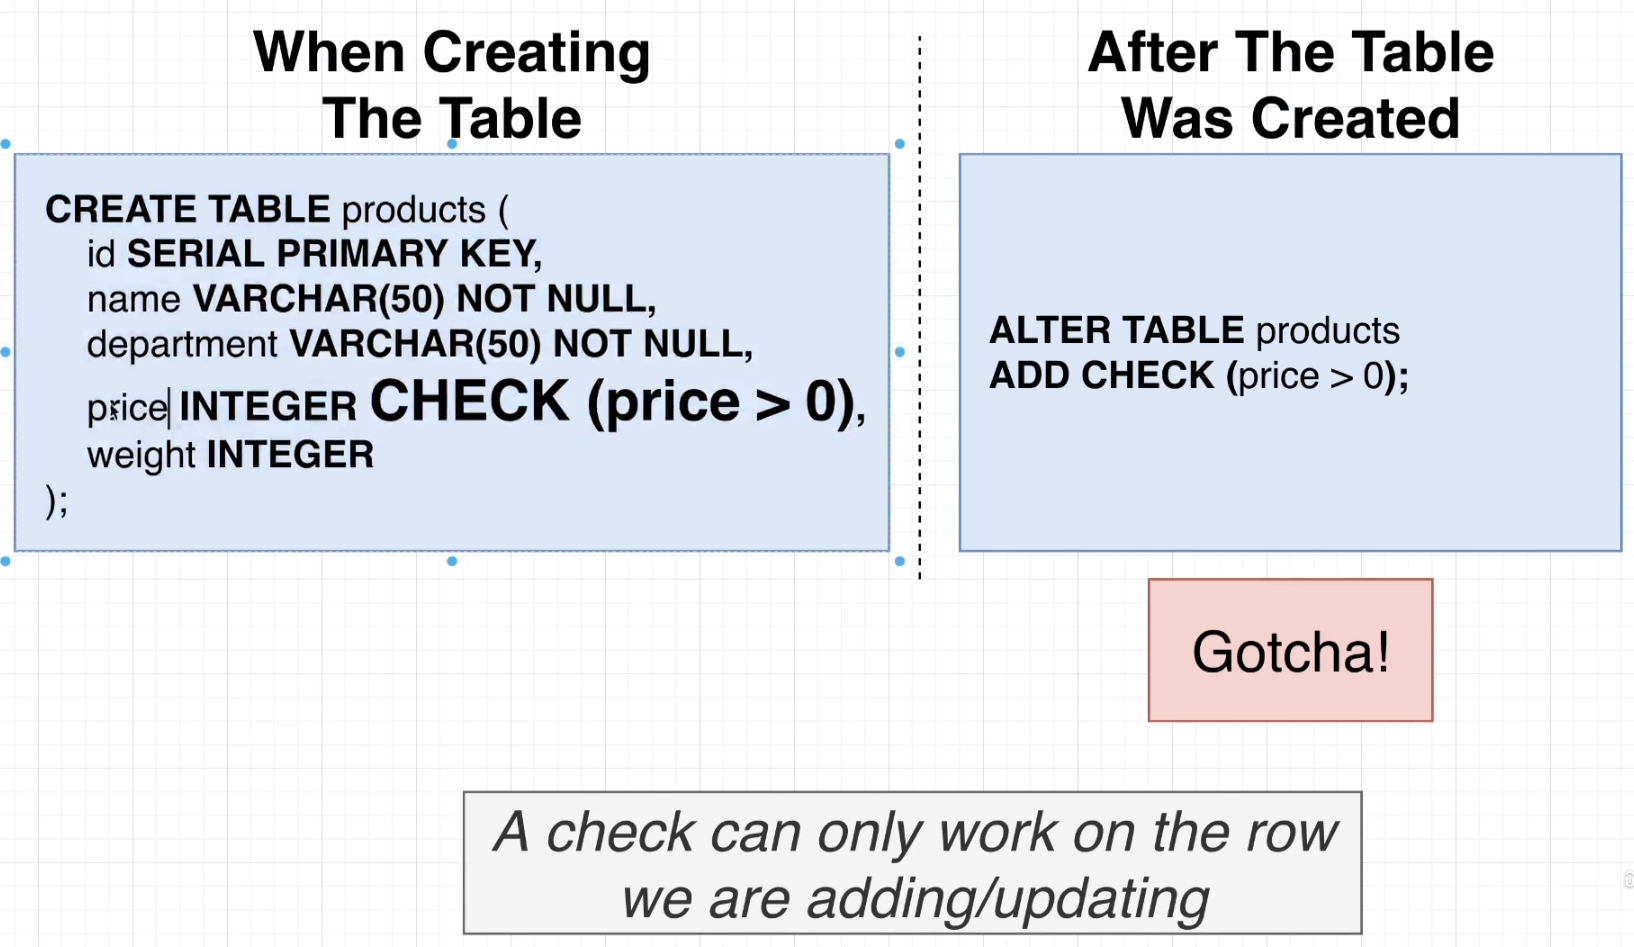 When Creating
The Table
CREATE TABLE products (
id SERIAL PRIMARY KEY,
name VARCHAR(50) NOT NULL,
department VARCHAR(50) NOT NULL,
price INTEGER CHECK (price > 0),
weight INTEGER
);
After The Table
Was Created
ALTER TABLE products
ADD CHECK (price > 0);
Gotcha!
A check can only work on the row
we are adding/updating